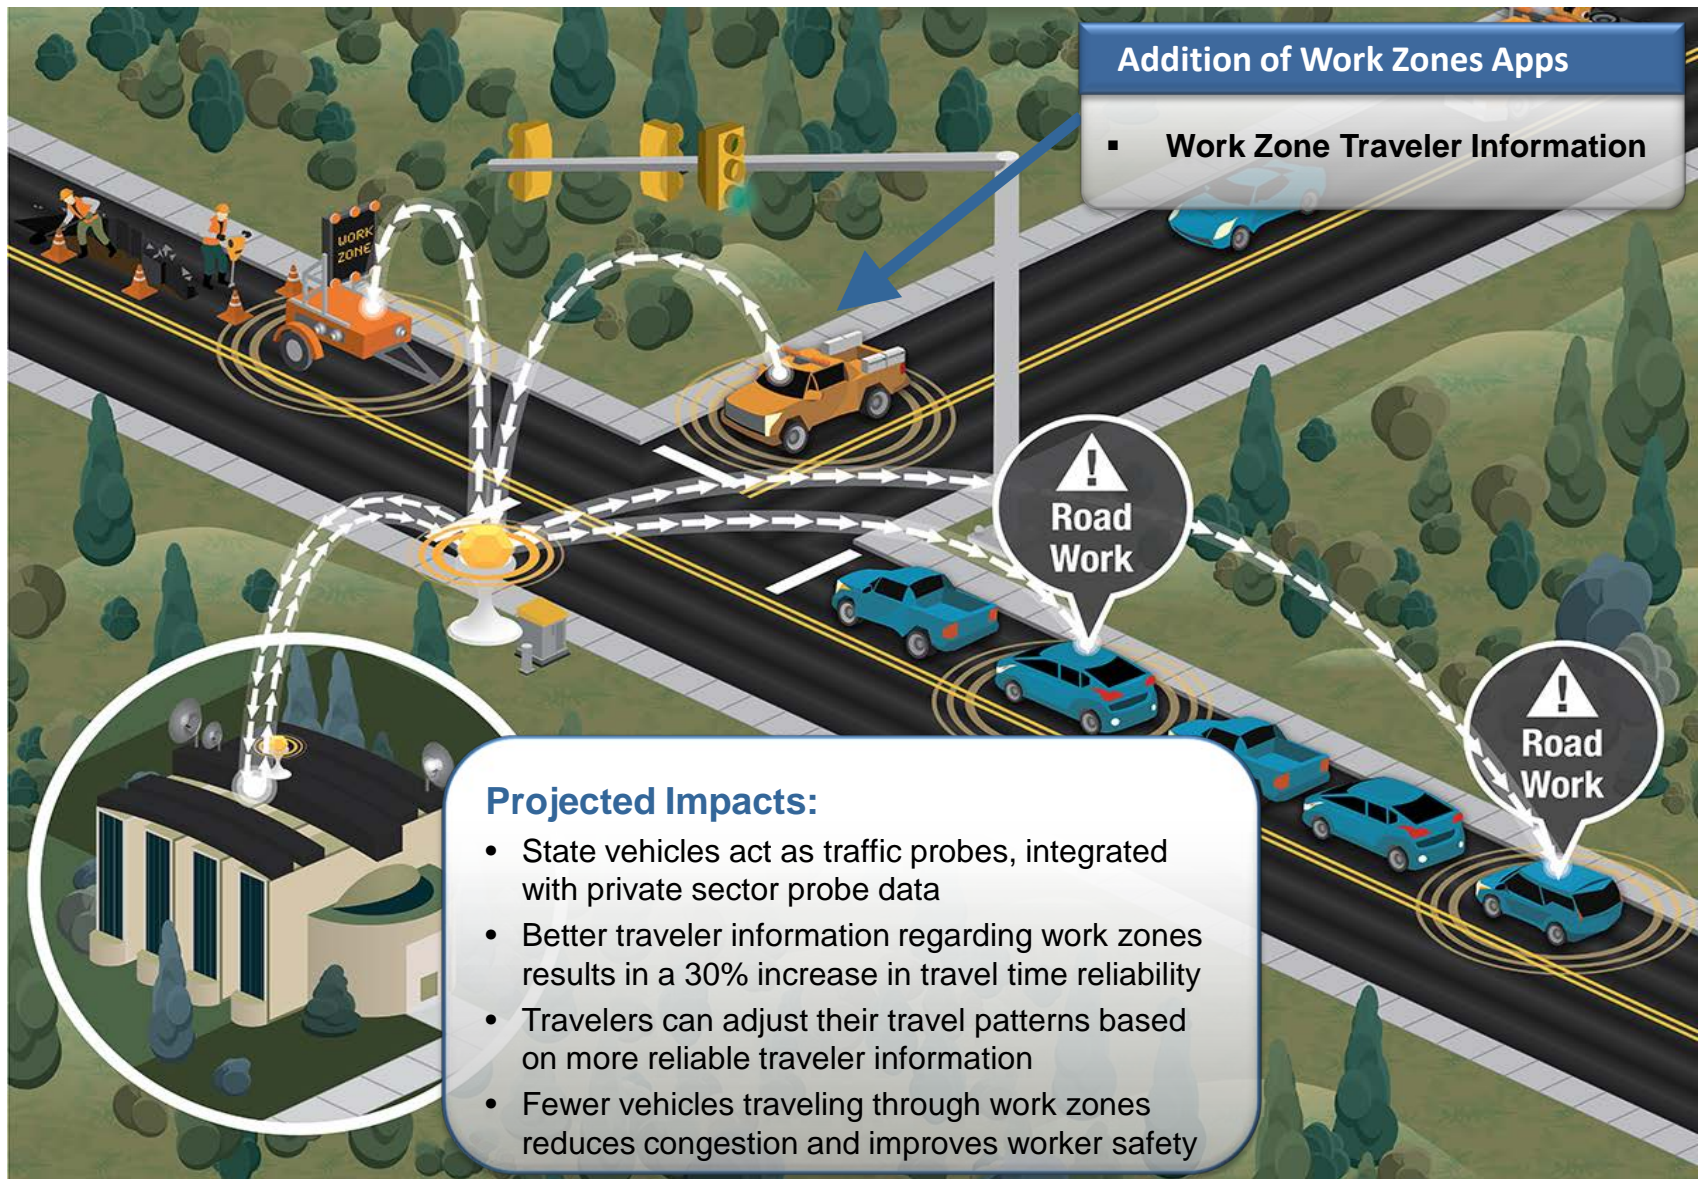 Addition of Work Zones Apps
▪ Work Zone Traveler Information
WORK
ZONE
!
Road
Work
!
Road
Work
Projected Impacts:
• State vehicles act as traffic probes, integrated
with private sector probe data
• Better traveler information regarding work zones
results in a 30% increase in travel time reliability
• Travelers can adjust their travel patterns based
on more reliable traveler information
• Fewer vehicles traveling through work zones
reduces congestion and improves worker safety